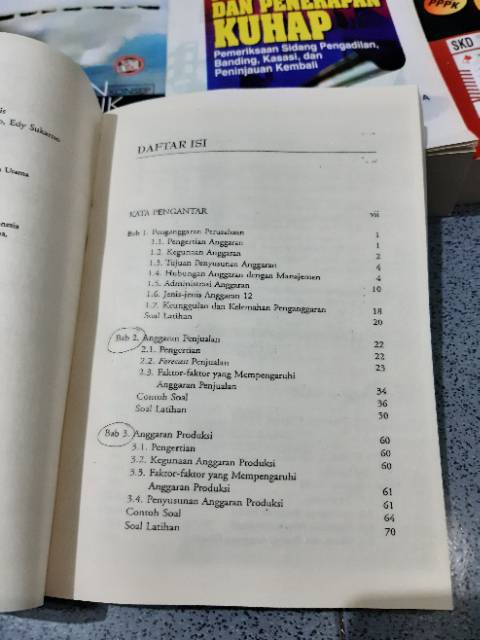 DAN PENERAPAN
KUHAP
Pemeriksaan Sidang Pengadilan,
Banding, Kasasi, dan
Peninjauan Kembali
PPPK
SKD
Edy Sukarno
Utama
DAFTAR ISI
KATA PENGANTAR vii
Bab 1. Penganggaran Perusahaan 1
1.1. Pengertian Anggaran 1
1.2. Kegunaan Anggaran 2
1.3. Tujuan Penyusunan Anggaran 4
1.4. Hubungan Anggaran dengan Manajemen 4
1.5. Administrasi Anggaran 10
1.6. Jenis-jenis Anggaran 12
1.7. Keunggulan dan Kelemahan Penganggaran 18
Soal Latihan 20
Bab 2. Anggaran Penjualan 22
2.1. Pengertian 22
2.2. Forecast Penjualan 23
2.3. Faktor-faktor yang Mempengaruhi
Anggaran Penjualan 34
Contoh Soal 36
Soal Latihan 50
Bab 3. Anggaran Produksi 60
3.1. Pengertian 60
3.2. Kegunaan Anggaran Produksi 60
3.3. Faktor-faktor yang Mempengaruhi
Anggaran Produksi 61
3.4. Penyusunan Anggaran Produksi 61
Contoh Soal 64
Soal Latihan 70